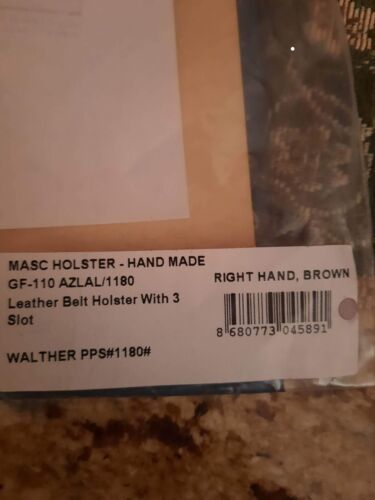 MASC HOLSTER - HAND MADE
GF-110 AZLAL/1180
Leather Belt Holster With 3
Slot
WALTHER PPS#1180#
RIGHT HAND, BROWN
8 680773 045891